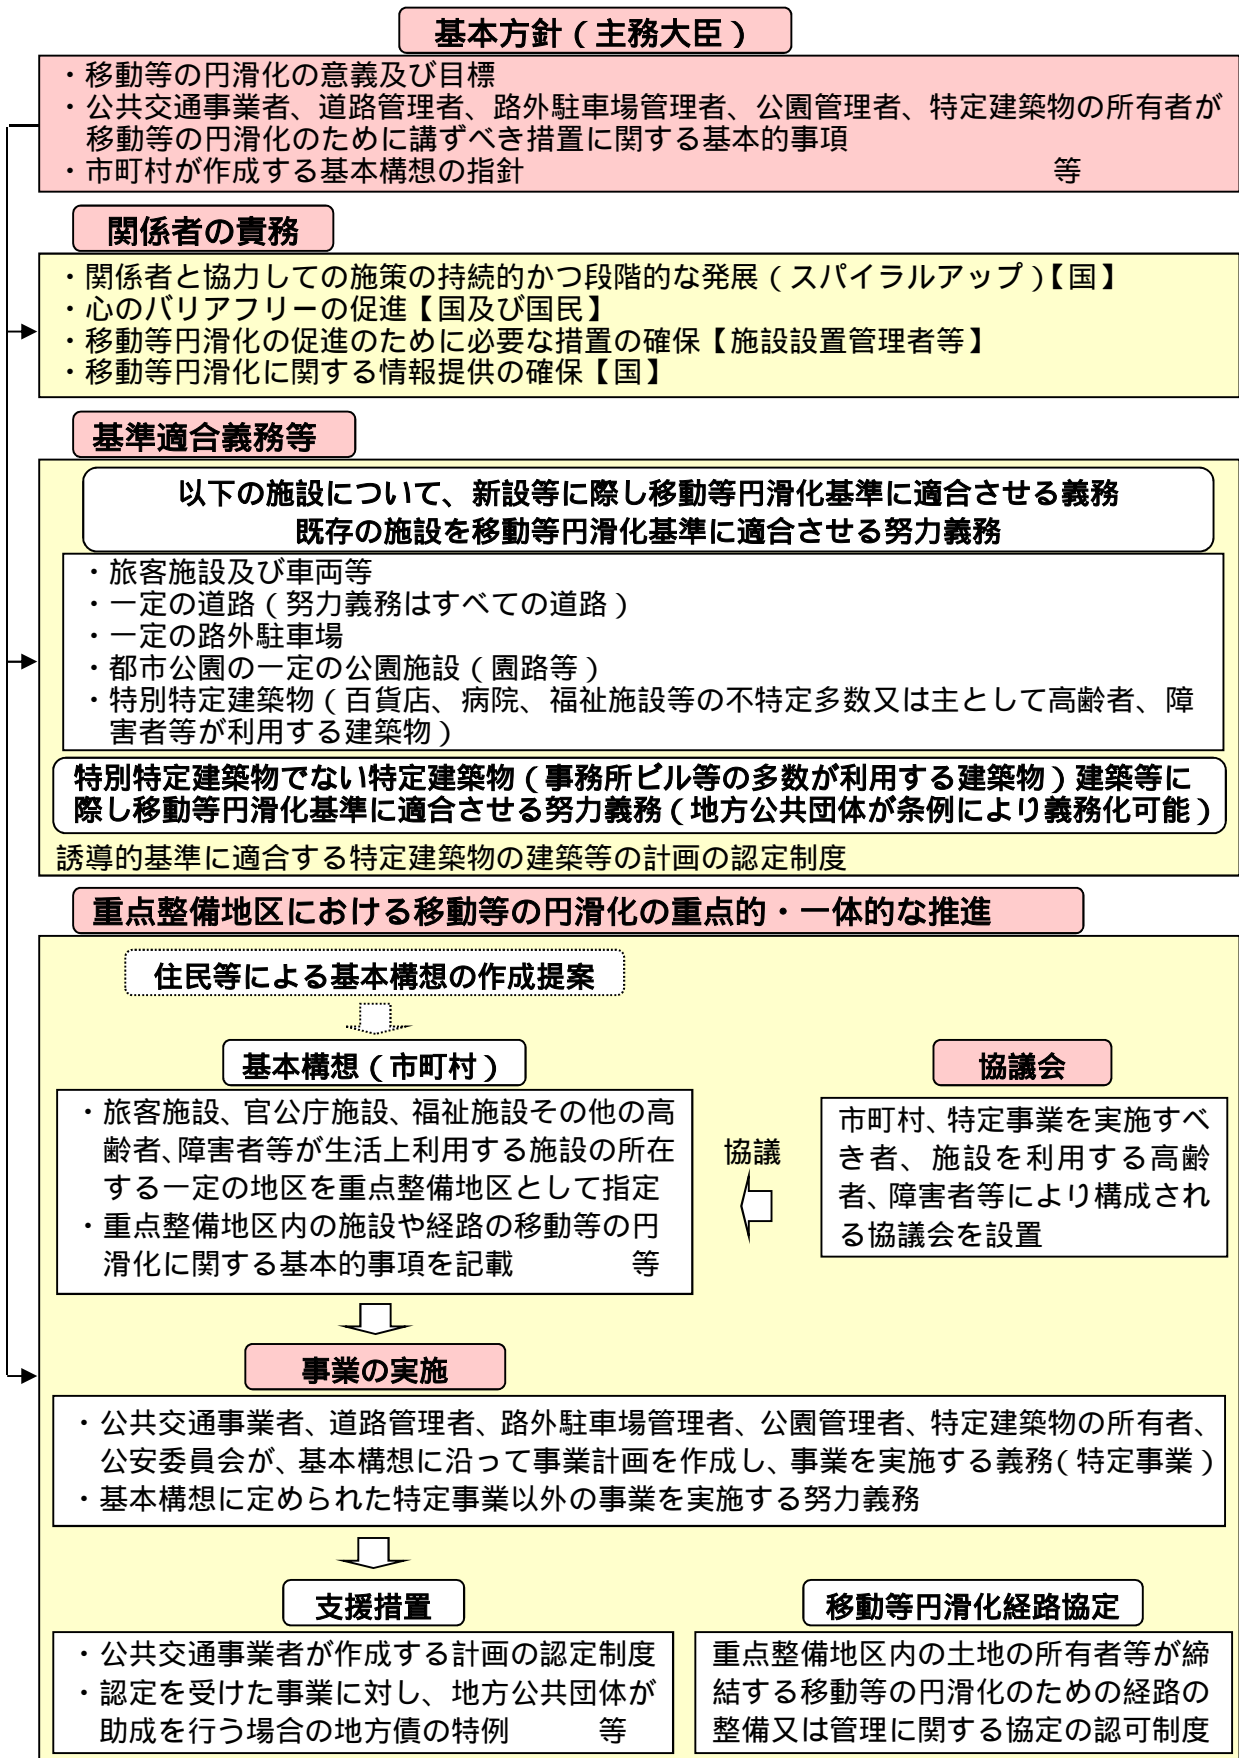 基本方針(主務大臣)
・移動等の円滑化の意義及び目標
・公共交通事業者、道路管理者、路外駐車場管理者、公園管理者、特定建築物の所有者が
移動等の円滑化のために講ずべき措置に関する基本的事項
・市町村が作成する基本構想の指針 等
関係者の責務
・関係者と協力しての施策の持続的かつ段階的な発展(スパイラルアップ)【国】
・心のバリアフリーの促進【国及び国民】
・移動等円滑化の促進のために必要な措置の確保【施設設置管理者等】
・移動等円滑化に関する情報提供の確保【国】
基準適合義務等
以下の施設について、新設等に際し移動等円滑化基準に適合させる義務
既存の施設を移動等円滑化基準に適合させる努力義務
・旅客施設及び車両等
・一定の道路(努力義務はすべての道路)
・一定の路外駐車場
・都市公園の一定の公園施設(園路等)
・特別特定建築物(百貨店、病院、福祉施設等の不特定多数又は主として高齢者、障
害者等が利用する建築物)
特別特定建築物でない特定建築物(事務所ビル等の多数が利用する建築物)建築等に
際し移動等円滑化基準に適合させる努力義務(地方公共団体が条例により義務化可能)
誘導的基準に適合する特定建築物の建築等の計画の認定制度
重点整備地区における移動等の円滑化の重点的・一体的な推進
住民等による基本構想の作成提案
基本構想(市町村)
・旅客施設、官公庁施設、福祉施設その他の高
齢者、障害者等が生活上利用する施設の所在
する一定の地区を重点整備地区として指定
・重点整備地区内の施設や経路の移動等の円
滑化に関する基本的事項を記載 等
協議
協議会
市町村、特定事業を実施すべ
き者、施設を利用する高齢
者、障害者等により構成され
る協議会を設置
事業の実施
・公共交通事業者、道路管理者、路外駐車場管理者、公園管理者、特定建築物の所有者、
公安委員会が、基本構想に沿って事業計画を作成し、事業を実施する義務(特定事業)
・基本構想に定められた特定事業以外の事業を実施する努力義務
支援措置
・公共交通事業者が作成する計画の認定制度
・認定を受けた事業に対し、地方公共団体が
助成を行う場合の地方債の特例 等
移動等円滑化経路協定
重点整備地区内の土地の所有者等が締
結する移動等の円滑化のための経路の
整備又は管理に関する協定の認可制度